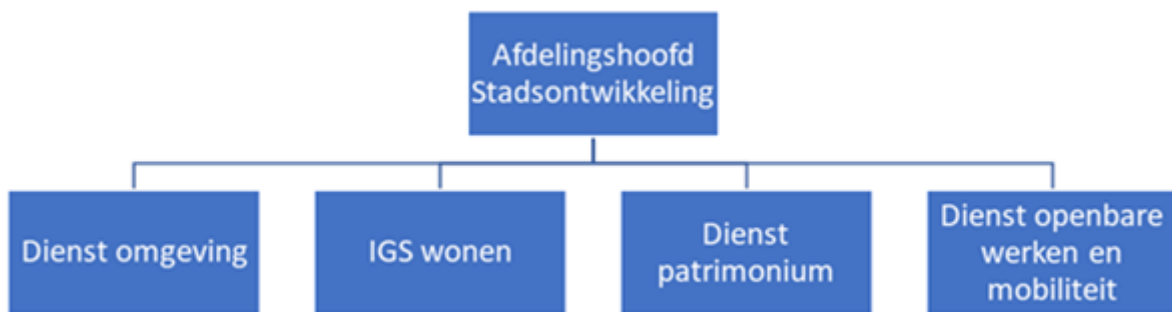 Afdelingshoofd
Stadsontwikkeling
Dienst omgeving
IGS wonen
Dienst
patrimonium
Dienst openbare
werken en
mobiliteit